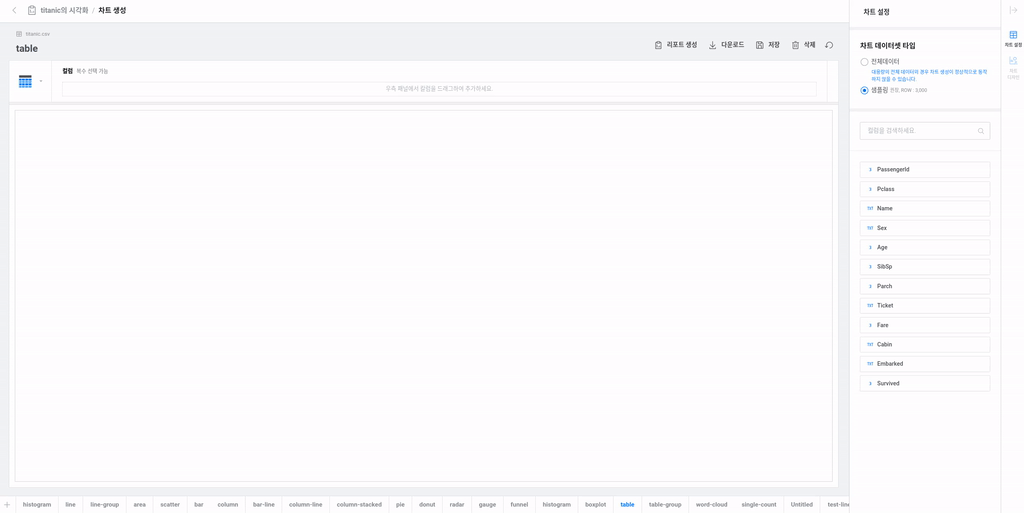 titanic의 시각화 / 차트 생성
titanic.csv
table
리포트 생성
다운로드
저장
삭제
컬럼 복수 선택 가능
우측 패널에서 컬럼을 드래그하여 추가하세요.
histogram line line-group area scatter bar column bar-line column-line column-stacked pie donut radar gauge funnel histogram boxplot table table-group word-cloud single-count Untitled test-line
차트 설정
차트 데이터셋 타입
전체데이터
대용량의 전체 데이터의 경우 차트 생성이 정상적으로 동작
하지 않을 수 있습니다.
샘플링 권장, ROW : 5,000
컬럼을 검색하세요.
PassengerId
Pclass
TXT Name
TXT Sex
Age
SibSp
Parch
TXT Ticket
Fare
TXT Cabin
TXT Embarked
Survived
차트 설정
차트
디자인